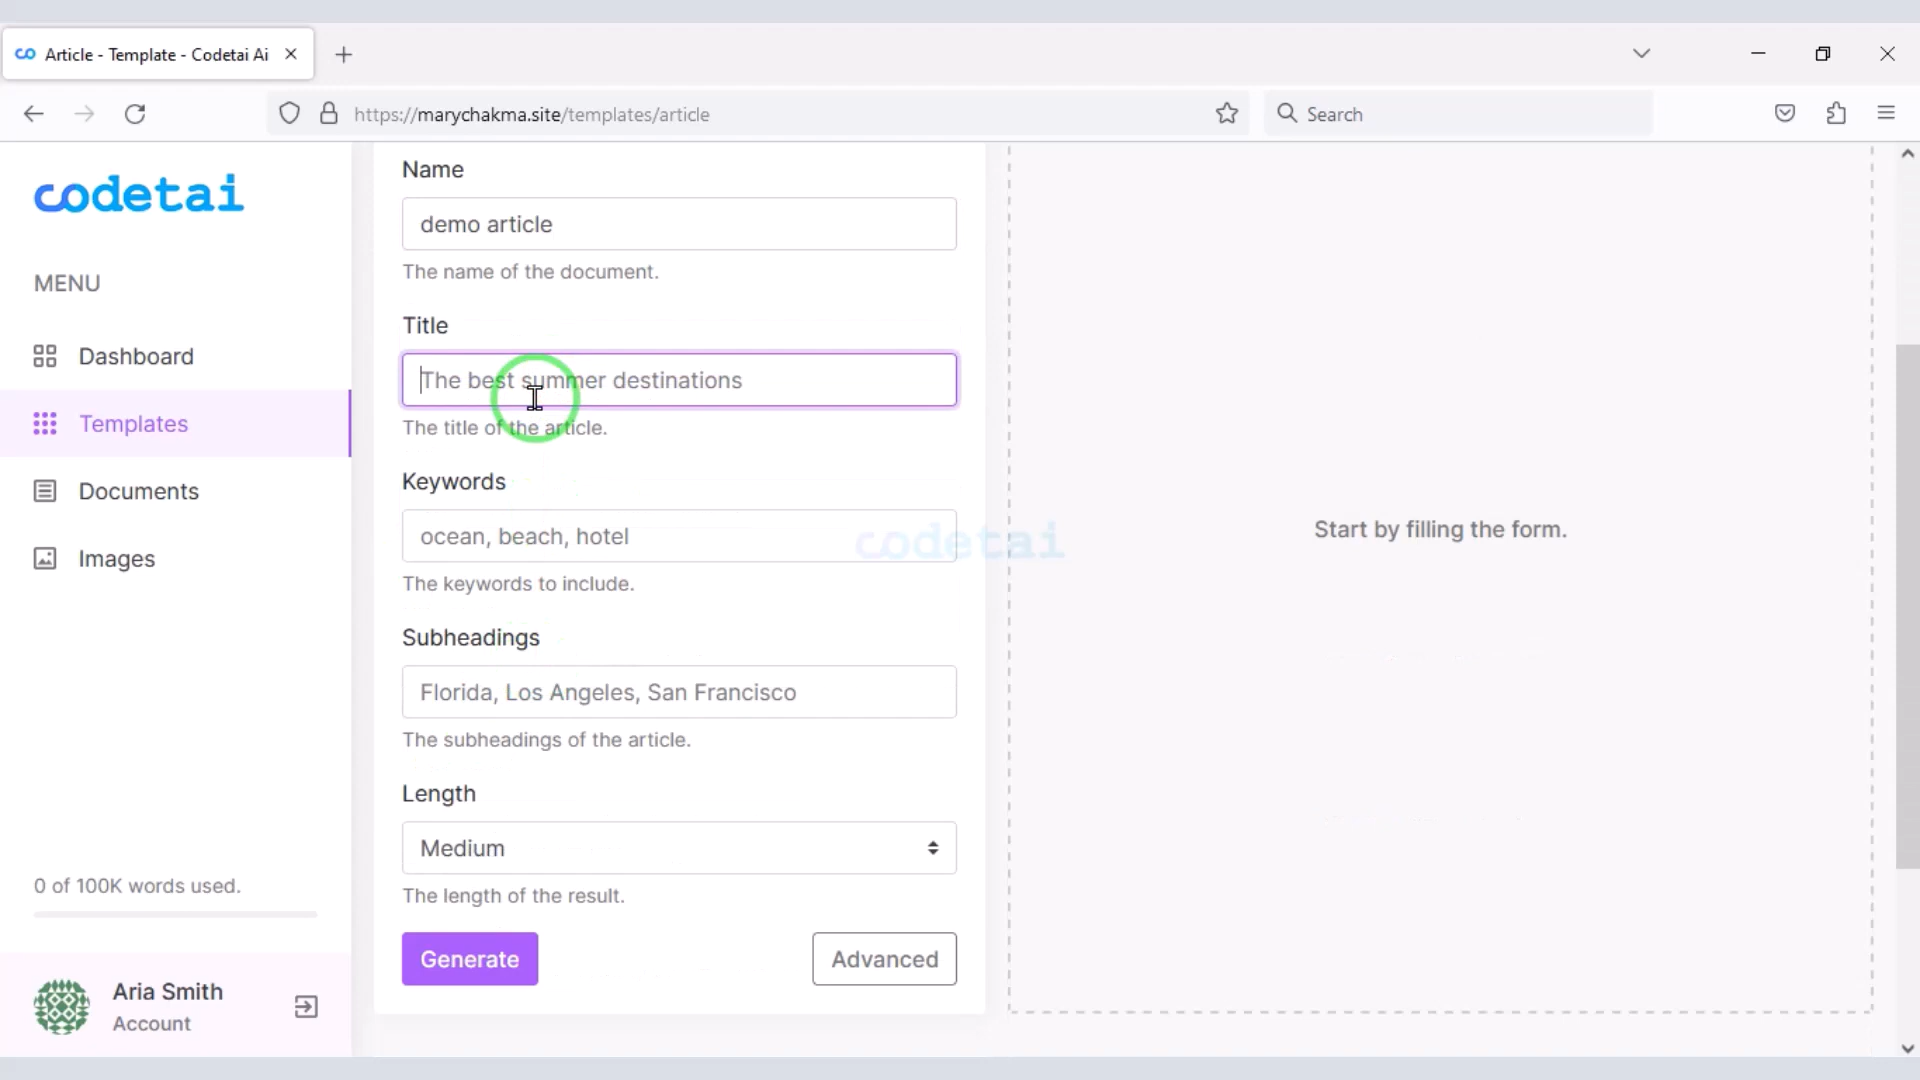 Article - Template - Codetai Ai
https://marychakma.site/templates/article
Search
codetai
MENU
Dashboard
Templates
Documents
Images
0 of 100K words used.
Aria Smith
Account
Name
demo article
The name of the document.
Title
The best summer destinations
The title of the article.
Keywords
ocean, beach, hotel
The keywords to include.
Subheadings
Florida, Los Angeles, San Francisco
The subheadings of the article.
Length
Medium
The length of the result.
Generate
Advanced
codetai
Start by filling the form.